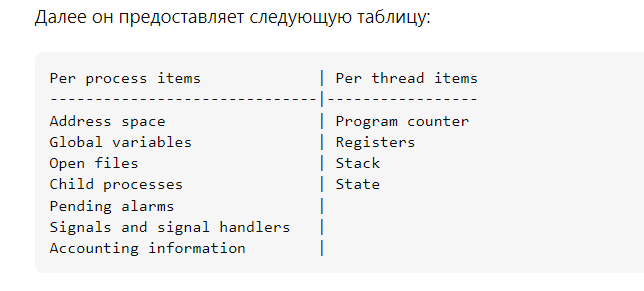 Далее он предоставляет следующую таблицу:
Per process items | Per thread items
-----------------------------|-----------------
Address space | Program counter
Global variables | Registers
Open files | Stack
Child processes | State
Pending alarms |
Signals and signal handlers |
Accounting information |